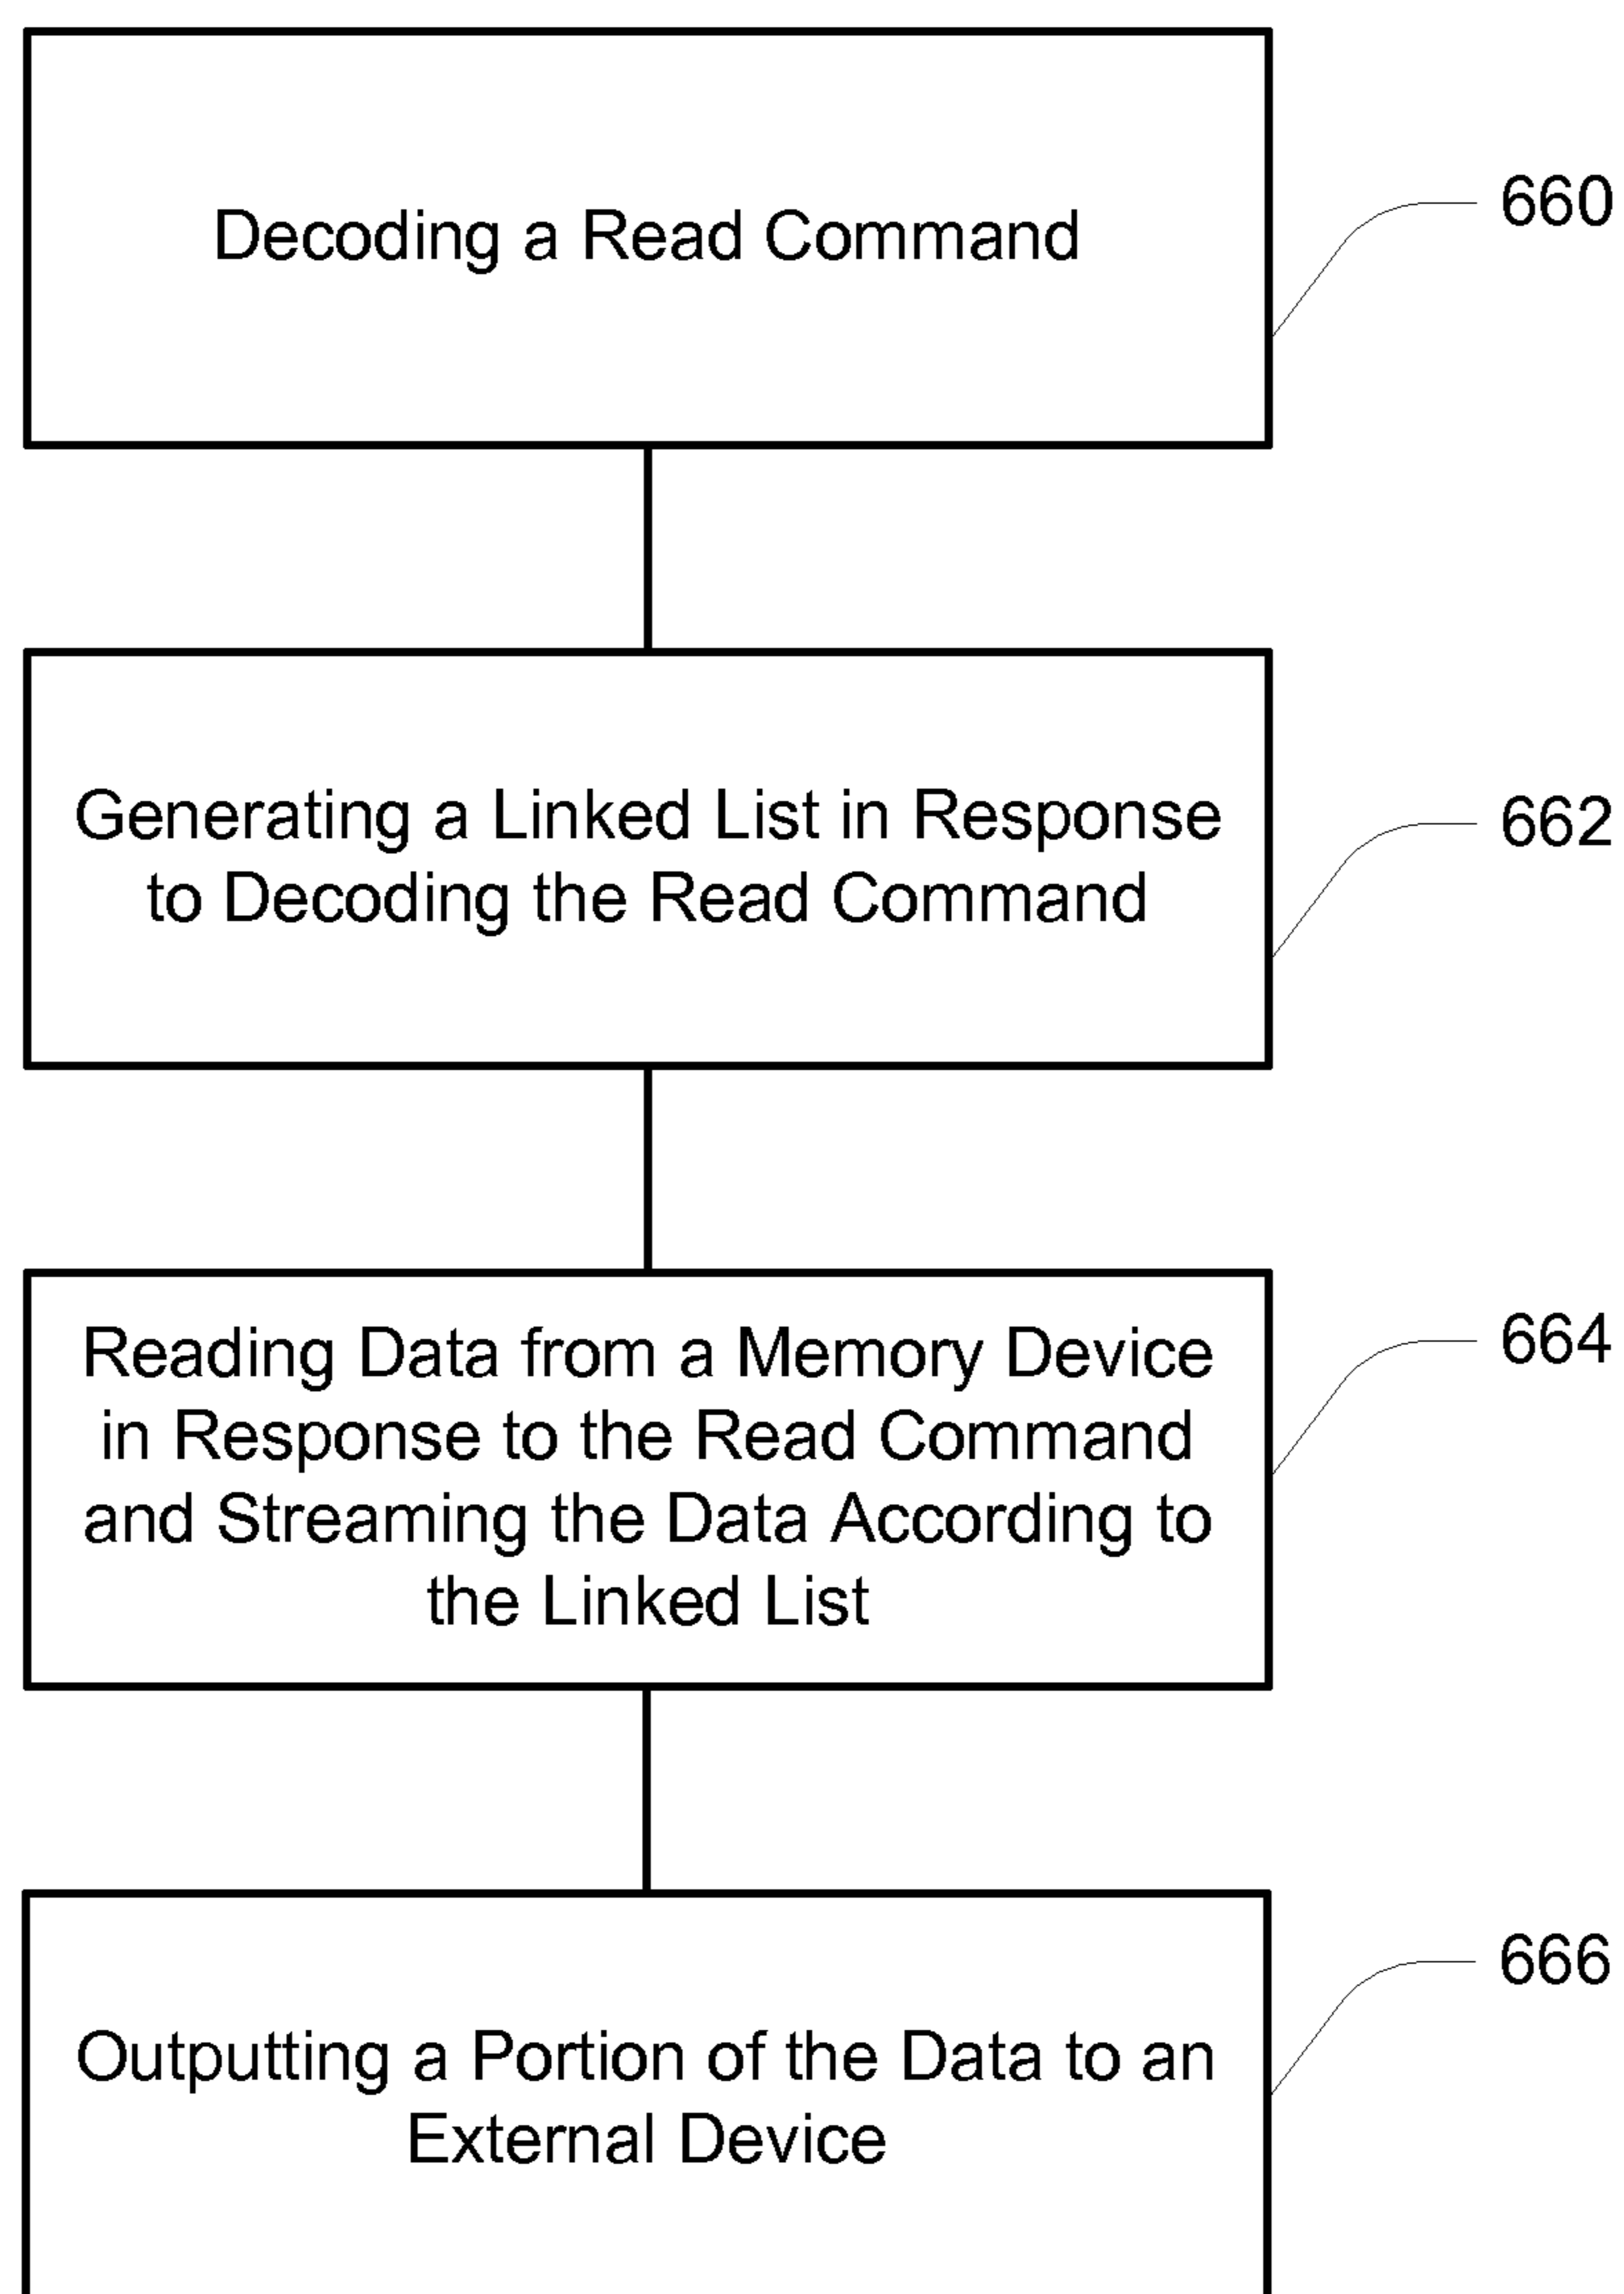 Decoding a Read Command
660
Generating a Linked List in Response
to Decoding the Read Command
662
Reading Data from a Memory Device
in Response to the Read Command
and Streaming the Data According to
the Linked List
664
Outputting a Portion of the Data to an
External Device
666